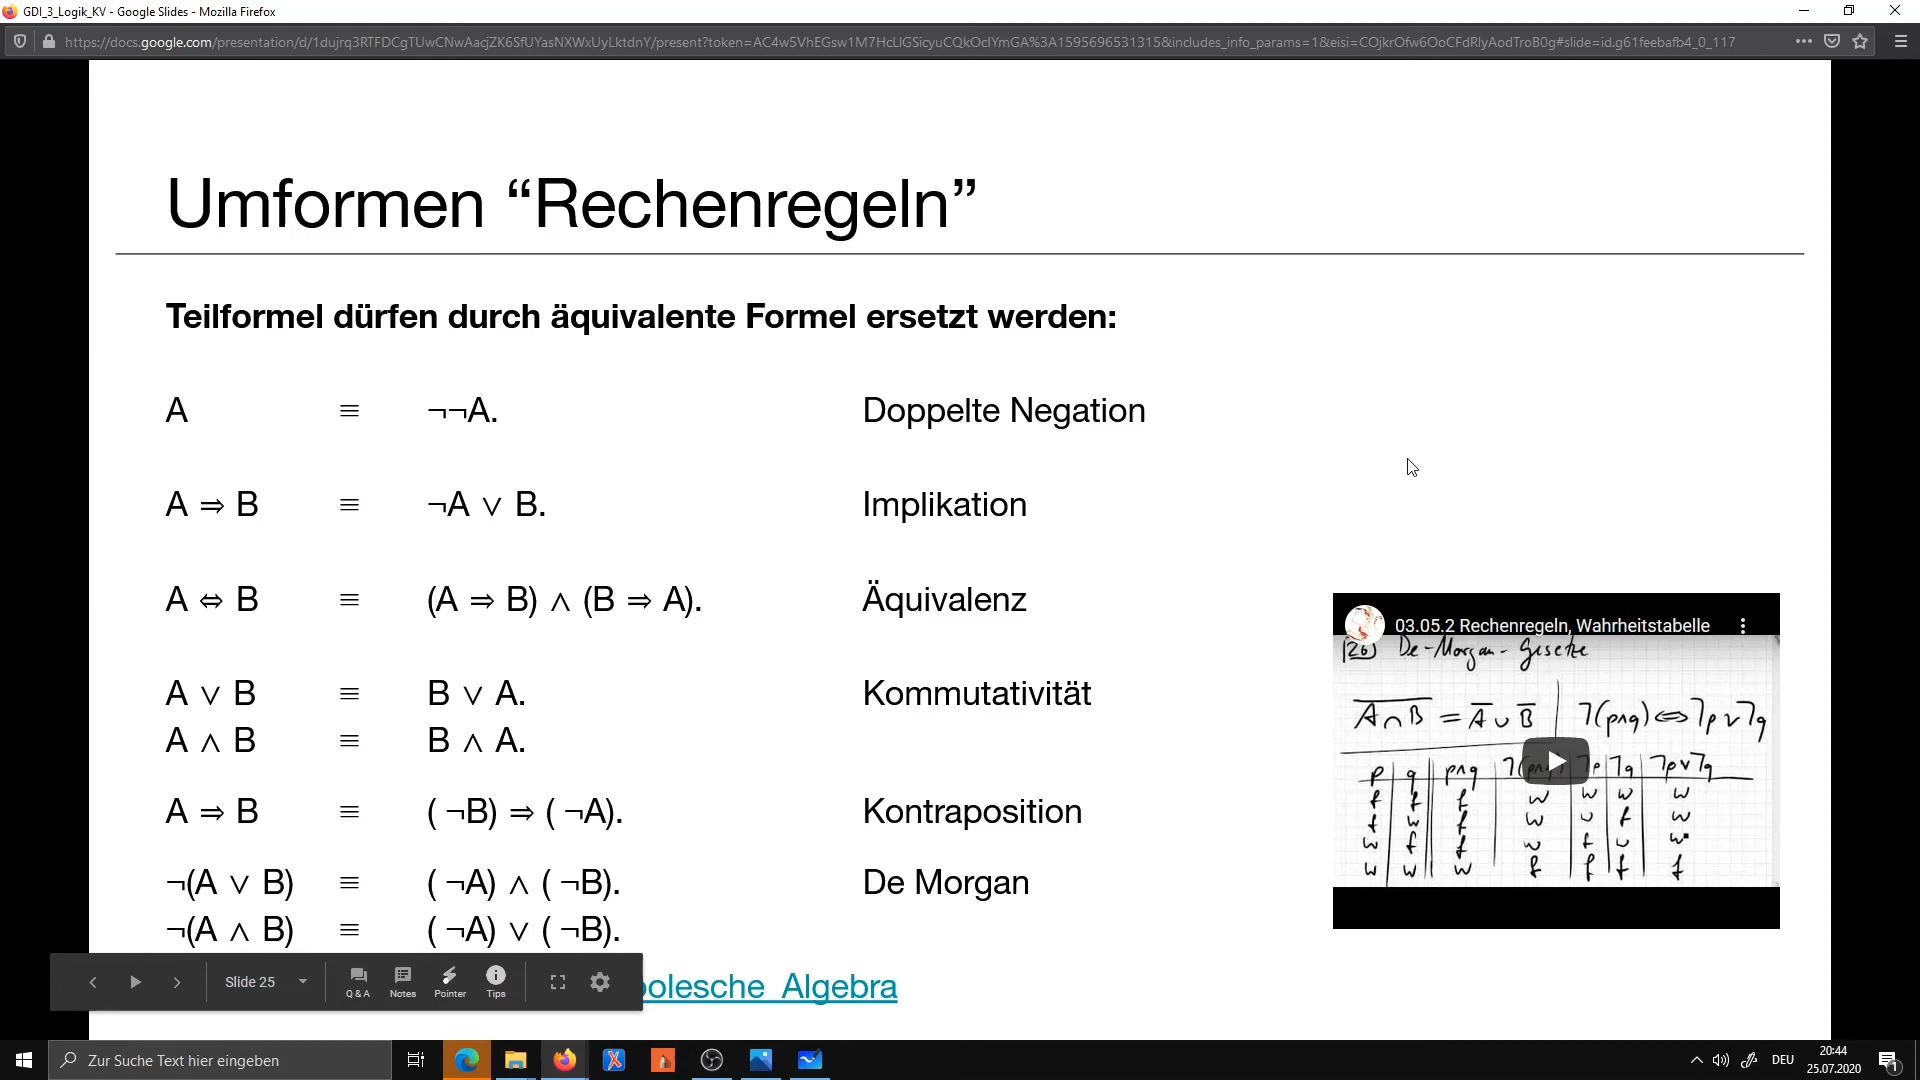 GDI_3_Logik_KV - Google Slides - Mozilla Firefox
Umformen “Rechenregeln”
Teilformel dürfen durch äquivalente Formel ersetzt werden:
A ≡ ¬¬A. Doppelte Negation
A ⇒ B ≡ ¬A ∨ B. Implikation
A ⇔ B ≡ (A ⇒ B) ∧ (B ⇒ A). Äquivalenz
A ∨ B ≡ B ∨ A. Kommutativität
A ∧ B ≡ B ∧ A.
A ⇒ B ≡ ( ¬B) ⇒ ( ¬A). Kontraposition
¬(A ∨ B) ≡ ( ¬A) ∧ ( ¬B). De Morgan
¬(A ∧ B) ≡ ( ¬A) ∨ ( ¬B).
Algebra
03.05.2 Rechenregeln, Wahrheitstabelle
De-Morgan-Gesetze
p q p∧q ¬p ¬q ¬p∨¬q
f f f w w w w
w w w f f f f
Slide 25
Q & A Notes Pointer Tips
Zur Suche Text hier eingeben
DEU
20:44
25.07.2020
1